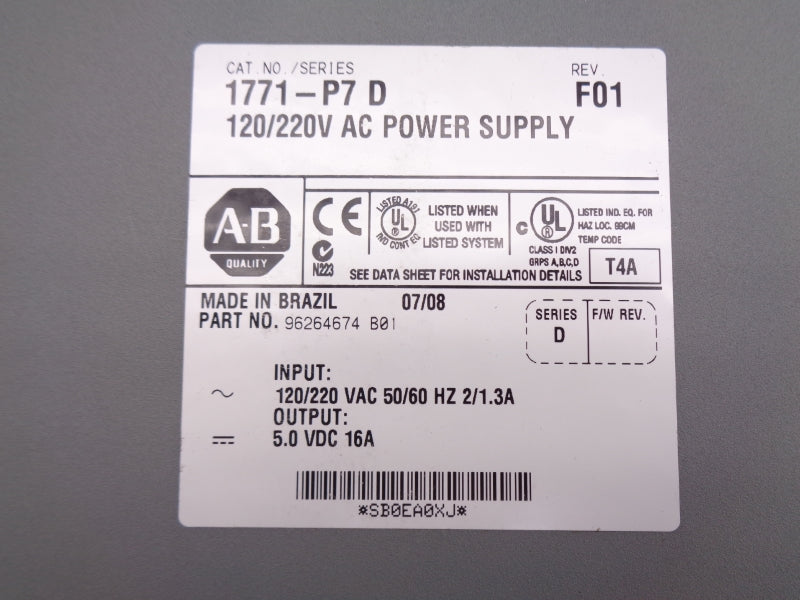 CAT.NO./SERIES
REV.
1771-P7 D
F01
120/220V AC POWER SUPPLY
A-B
QUALITY
CE
N223
LISTED A191
UL
®
IND CONT EQ
LISTED WHEN
USED WITH
LISTED SYSTEM
C UL
®
CLASS I DIV2
GRPS A,B,C,D
LISTED IND. EQ. FOR
HAZ LOC.
TEMP CODE
T4A
SEE DATA SHEET FOR INSTALLATION DETAILS
MADE IN BRAZIL 07/08
PART NO. 96264674 B01
SERIES
D
F/W REV.
INPUT:
~ 120/220 VAC 50/60 HZ 2/1.3A
OUTPUT:
⎓ 5.0 VDC 16A
*SB0EA0XJ*